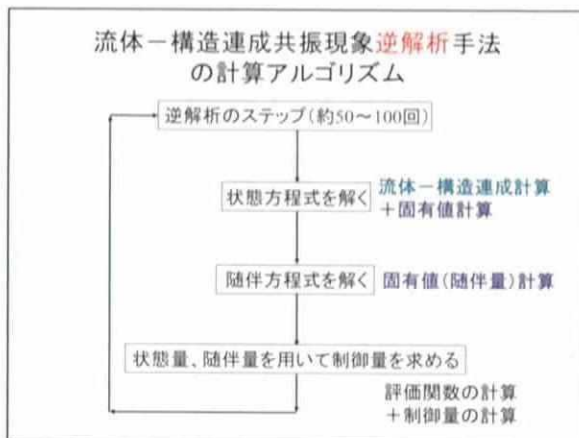 流体－構造連成共振現象逆解析手法
の計算アルゴリズム
逆解析のステップ(約50～100回)
状態方程式を解く
流体－構造連成計算
＋固有値計算
随伴方程式を解く
固有値(随伴量)計算
状態量、随伴量を用いて制御量を求める
評価関数の計算
＋制御量の計算